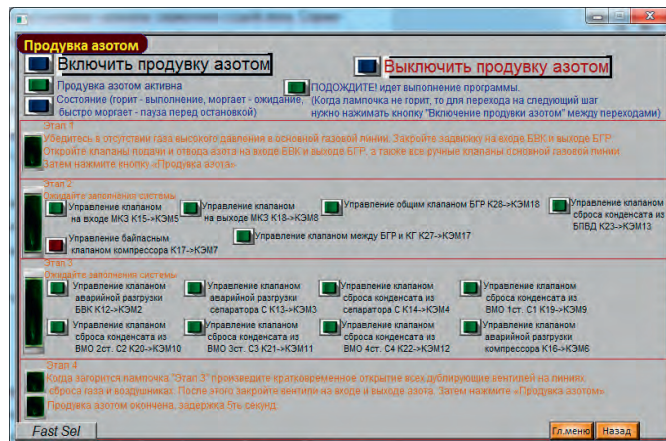 Продувка азотом
Включить продувку азотом
Выключить продувку азотом
Продувка азотом активна
Состояние (горит - выполнение, моргает - ожидание,
быстро моргает - пауза перед остановкой)
ПОДОЖДИТЕ! идет выполнение программы.
(Когда лампочка не горит, то для перехода на следующий шаг
нужно нажимать кнопку "Включение продувки азотом" между переходами)
Этап 1
Убедитесь в отсутствии газа высокого давления в основной газовой линии. Закройте задвижку на входе БВК и выходе БГР.
Откройте клапаны подачи и отвода азота на входе БВК и выходе БГР, а также все ручные клапаны основной газовой линии
Затем нажмите кнопку «Продувка азота»
Этап 2
Ожидайте заполнения системы
Управление клапаном
на входе МКЗ К15->КЭМ5
Управление клапаном
на выходе МКЗ К18->КЭМ8
Управление общим клапаном БГР К28->КЭМ18
Управление клапаном
сброса конденсата из
БПВД К23->КЭМ13
Управление байпасным
клапаном компрессора К17->КЭМ7
Управление клапаном между БГР и КГ К27->КЭМ17
Этап 3
Ожидайте заполнения системы
Управление клапаном
аварийной разгрузки
БВК К12->КЭМ2
Управление клапаном
аварийной разгрузки
сепаратора С К13->КЭМ3
Управление клапаном
сброса конденсата из
сепаратора С К14->КЭМ4
Управление клапаном
сброса конденсата из
ВМО 1ст. С1 К19->КЭМ9
Управление клапаном
сброса конденсата из
ВМО 2ст. С2 К20->КЭМ10
Управление клапаном
сброса конденсата из
ВМО 3ст. С3 К21->КЭМ11
Управление клапаном
сброса конденсата из
ВМО 4ст. С4 К22->КЭМ12
Управление клапаном
аварийной разгрузки
компрессора К16->КЭМ6
Этап 4
Когда загорится лампочка "Этап 3" произведите кратковременное открытие всех дублирующие вентилей на линиях
сброса газа и воздушниках. После этого закройте вентили на входе и выходе азота. Затем нажмите «Продувка азотом»
Продувка азотом окончена, задержка 5ть секунд
Fast Sel
Гл.меню
Назад